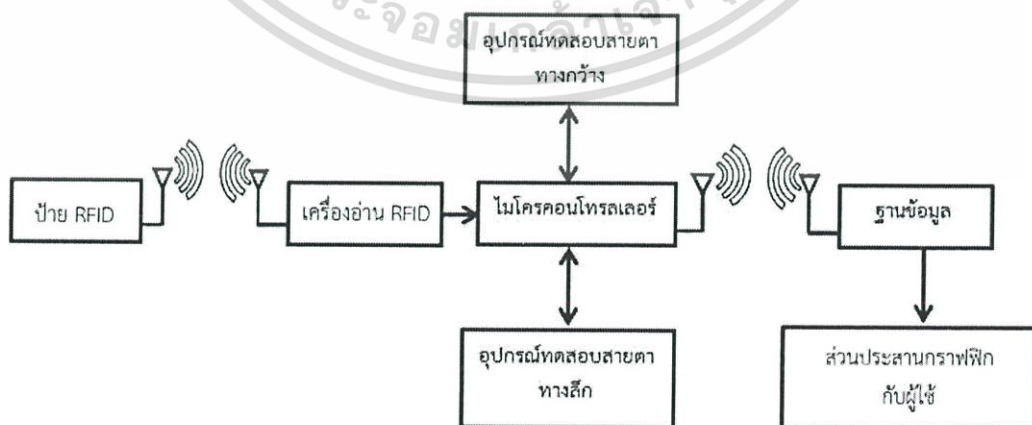 อุปกรณ์ทดสอบสายตา
ทางกว้าง
ป้าย RFID
เครื่องอ่าน RFID
ไมโครคอนโทรลเลอร์
ฐานข้อมูล
อุปกรณ์ทดสอบสายตา
ทางลึก
ส่วนประสานกราฟฟิก
กับผู้ใช้